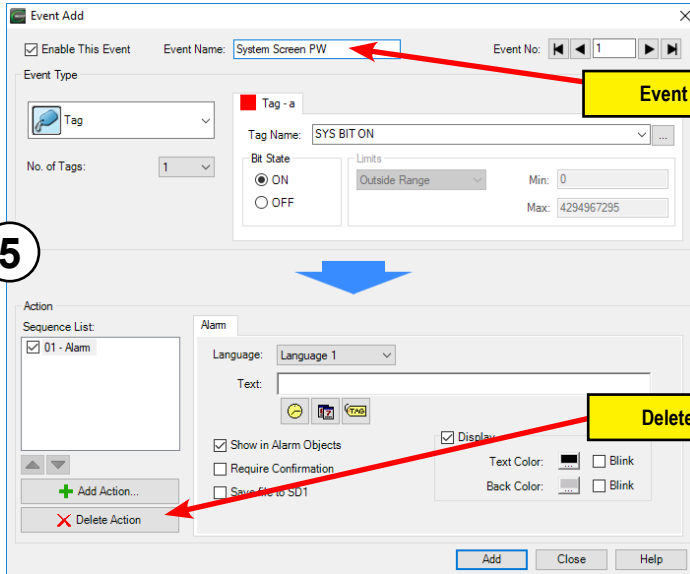 Event Add
Enable This Event Event Name: System Screen PW Event No: 1
Event Type
Event
Tag - a
Tag
Tag Name: SYS BIT ON ...
Bit State Limits
No. of Tags: 1
ON Outside Range Min: 0
OFF Max: 4294967295
5
Action
Sequence List: Alarm
01 - Alarm
Language: Language 1
Text:
TAG
Delete
Show in Alarm Objects Display
Text Color: ... Blink
Require Confirmation
Add Action... Save file to SD1 Back Color: ... Blink
Delete Action
Add Close Help